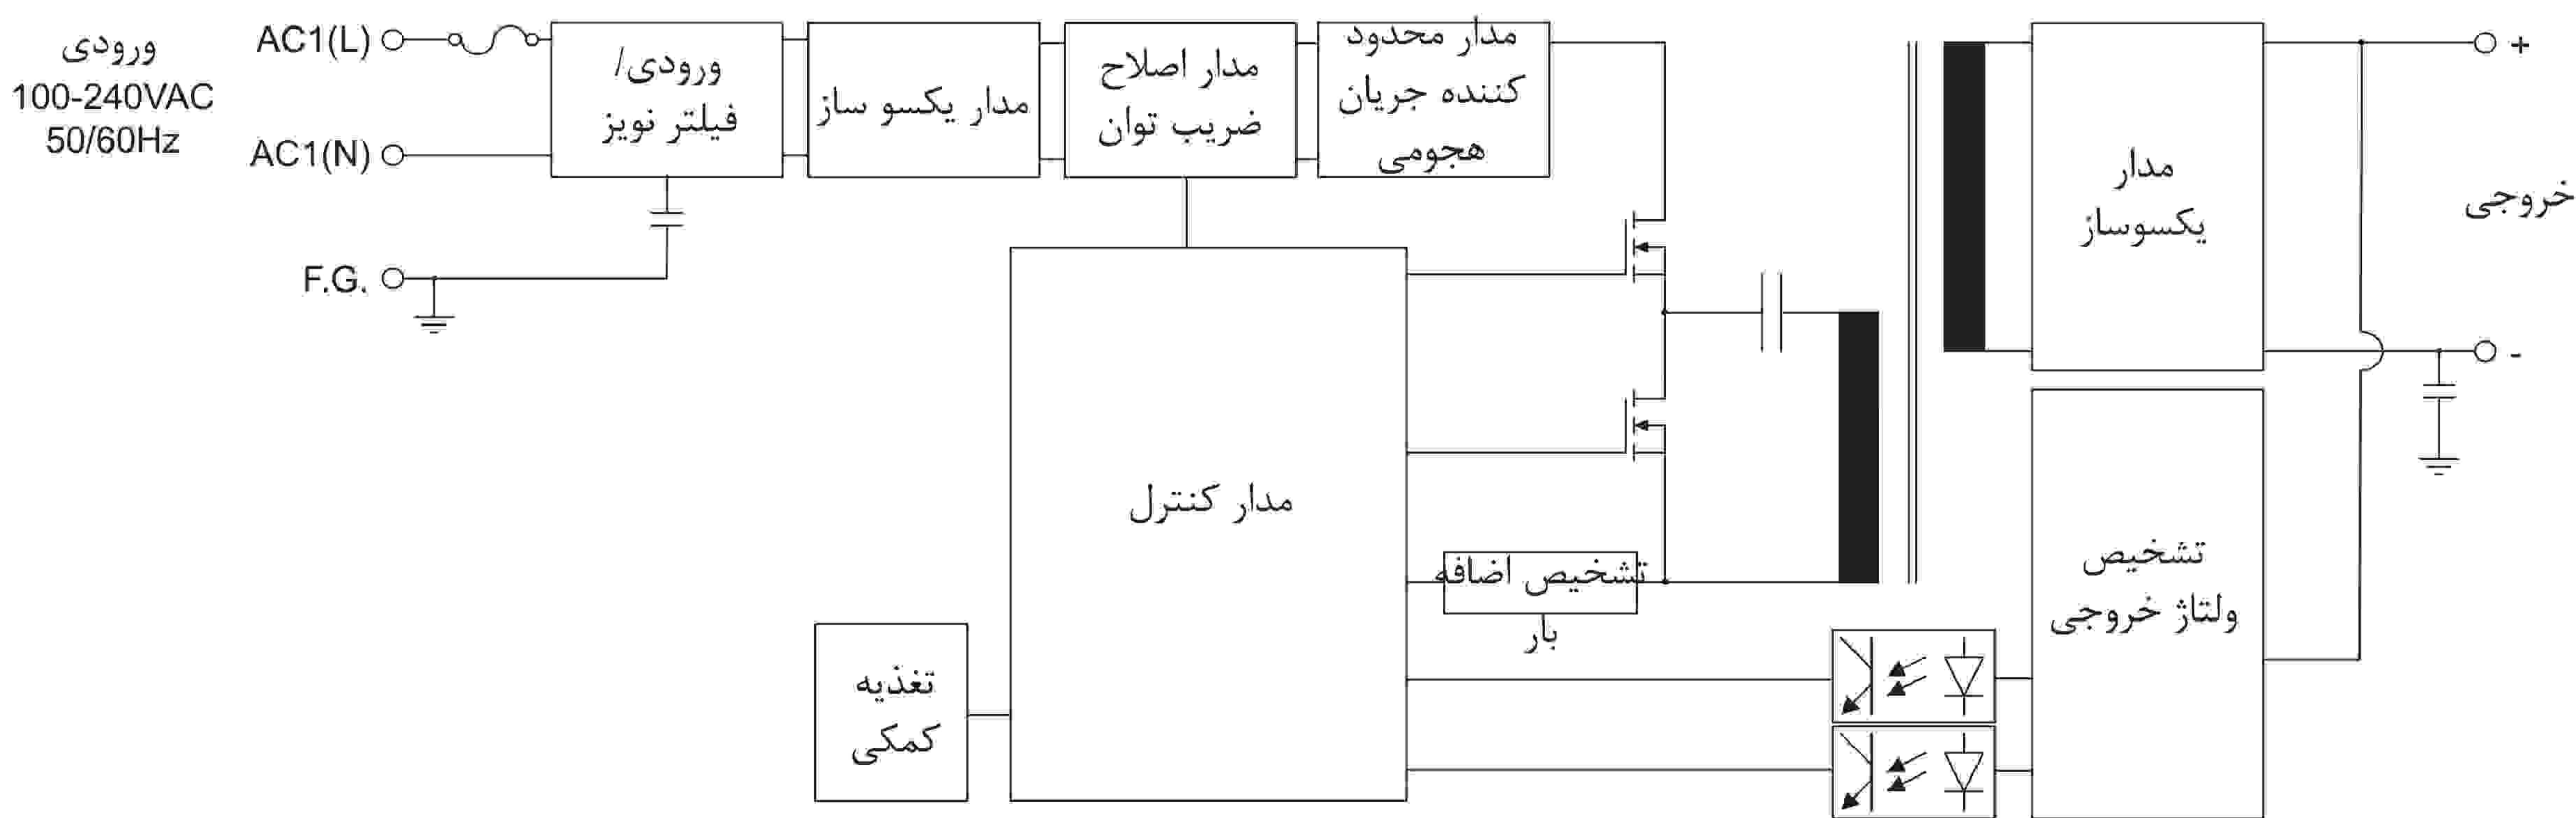 ورودی
100-240VAC
50/60Hz
AC1(L)
AC1(N)
F.G.
ورودی/
فیلتر نویز
مدار یکسو ساز
مدار اصلاح
ضریب توان
مدار محدود
کننده جریان
هجومی
مدار
یکسوساز
+
-
خروجی
مدار کنترل
تشخیص اضافه
بار
تشخیص
ولتاژ خروجی
تغذیه
کمکی